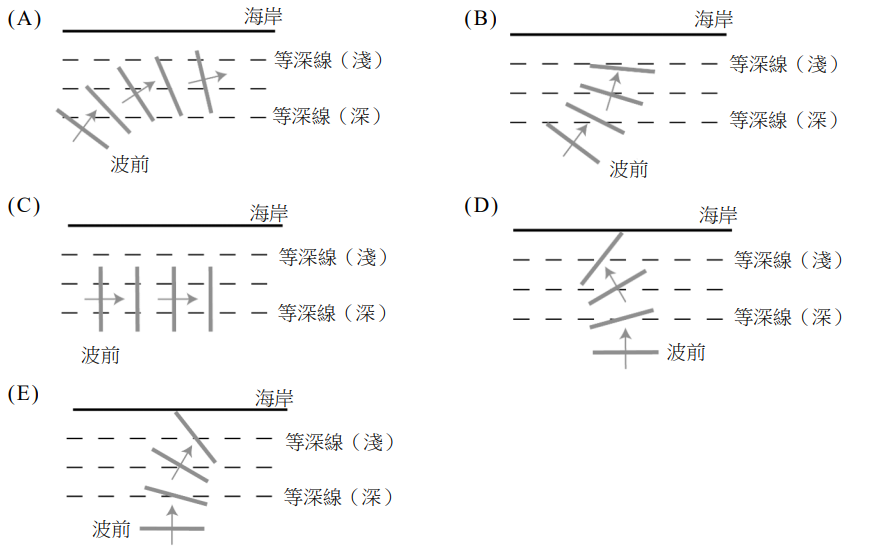 (A)
海岸
等深線（淺）
等深線（深）
波前
(B)
海岸
等深線（淺）
等深線（深）
波前
(C)
海岸
等深線（淺）
等深線（深）
波前
(D)
海岸
等深線（淺）
等深線（深）
波前
(E)
海岸
等深線（淺）
等深線（深）
波前